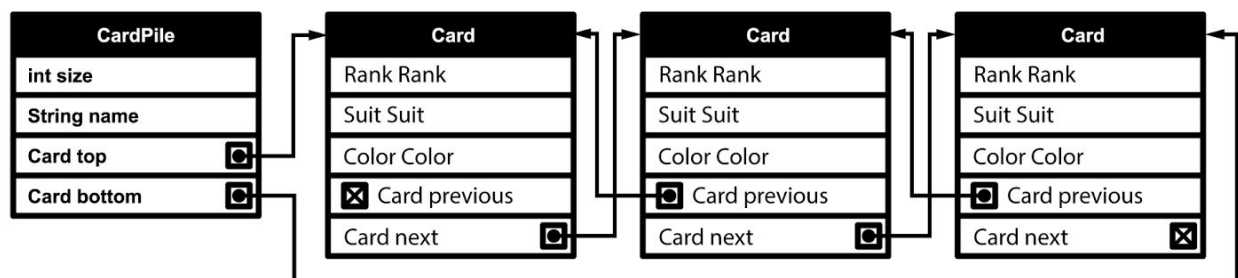 CardPile
int size
String name
Card top
Card bottom
Card
Rank Rank
Suit Suit
Color Color
Card previous
Card next
Card
Rank Rank
Suit Suit
Color Color
Card previous
Card next
Card
Rank Rank
Suit Suit
Color Color
Card previous
Card next